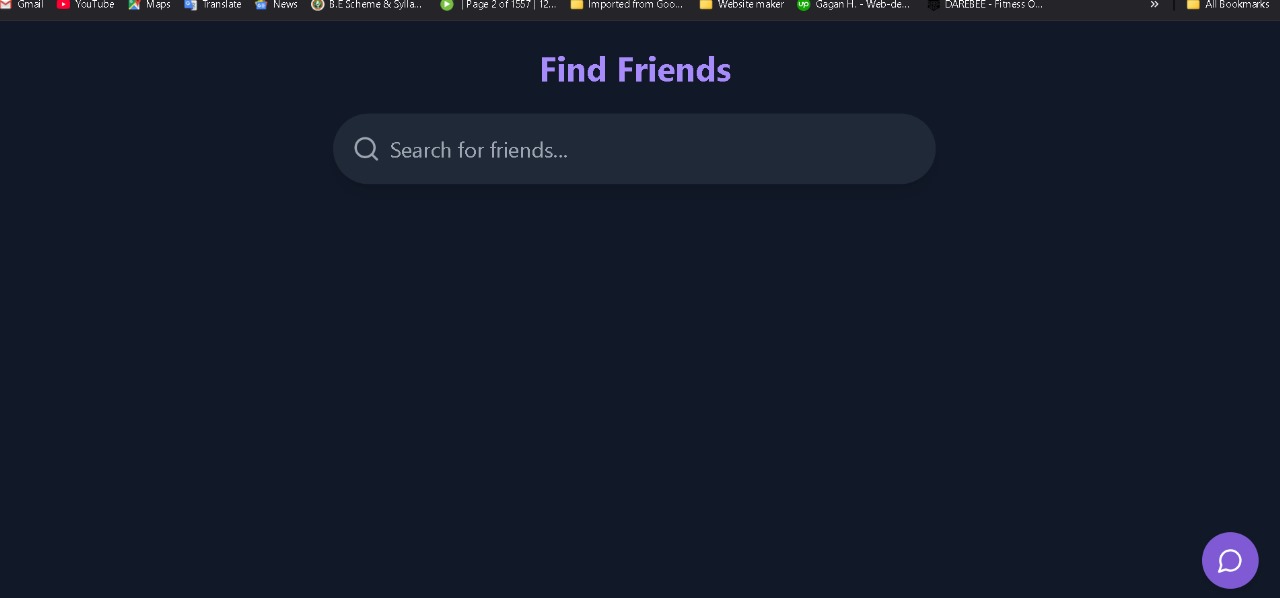 Gmail YouTube Maps Translate News B.E Scheme & Sylla... | Page 2 of 1557 | 12... Imported from Goo... Website maker Gagan H. - Web-de... DAREBEE - Fitness O... » All Bookmarks
Find Friends
Search for friends...